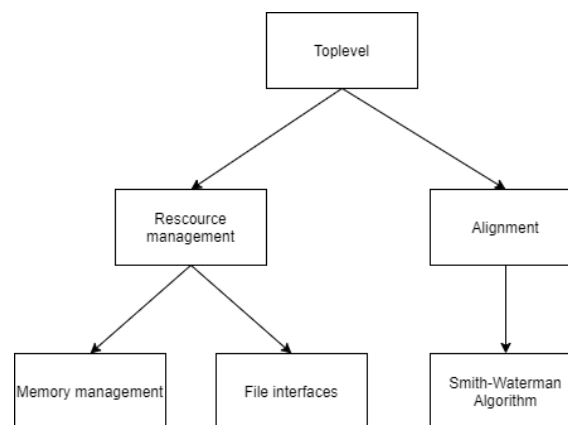 Toplevel
Rescource
management
Alignment
Memory management
File interfaces
Smith-Waterman
Algorithm